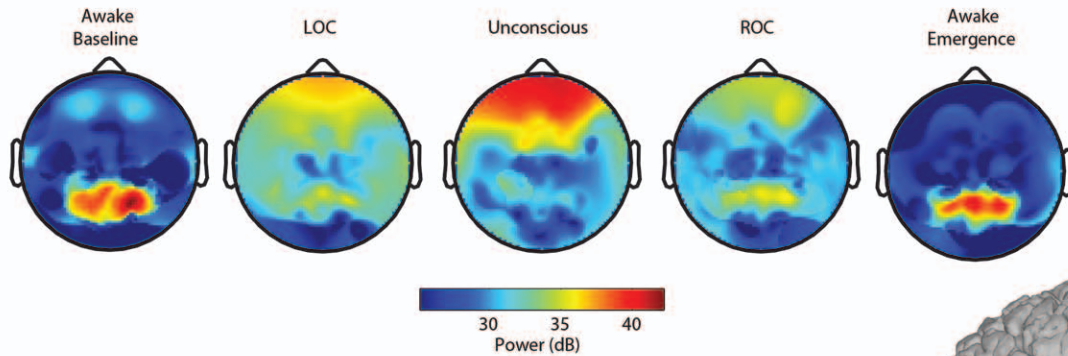 Awake
Baseline
LOC
Unconscious
ROC
Awake
Emergence
30 35 40
Power (dB)